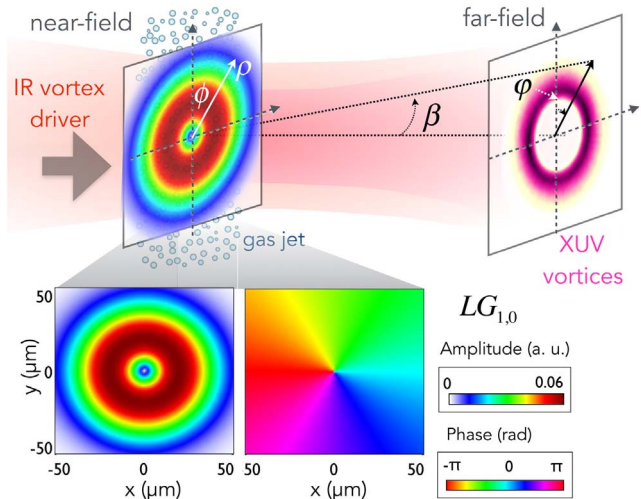 near-field
far-field
IR vortex
driver
ϕ
ρ
β
φ
gas jet
XUV
vortices
50
0
-50
y (μm)
-50
0
50
x (μm)
-50
0
50
x (μm)
LG1,0
Amplitude (a. u.)
0
0.06
Phase (rad)
-π
0
π